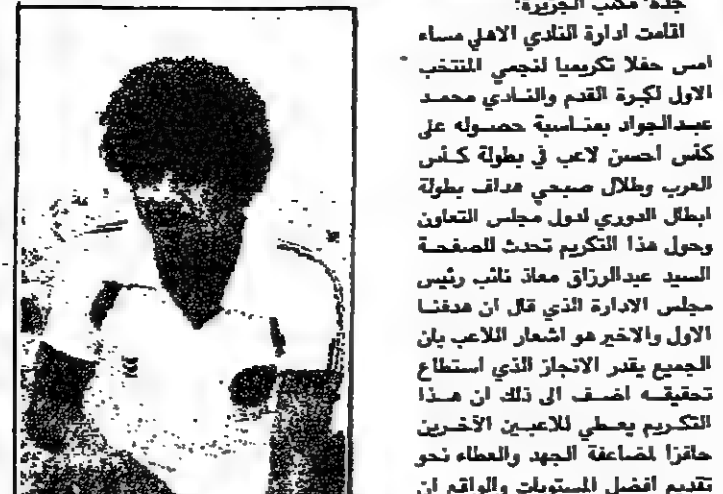 جدة، مكتب الجزيرة:
اقامت ادارة النادي الاهلي مساء
امس حفلا تكريميا لنجمي المنتخب
الاول لكرة القدم والنادي محمد
عبدالجواد بمناسبة حصوله على
كأس احسن لاعب في بطولة كأس
العرب وطلال صبحي هداف بطولة
ابطال الدوري لدول مجلس التعاون
وحول هذا التكريم تحدث للصفحة
السيد عبدالرزاق معاذ نائب رئيس
مجلس الادارة الذي قال ان هدفنا
الاول والاخير هو اشعار اللاعب بان
الجميع يقدر الانجاز الذي استطاع
تحقيقه اضف الى ذلك ان هذا
التكريم يعطي للاعبين الآخرين
حافزا لمضاعفة الجهد والعطاء نحو
تقديم افضل المستويات والواقع ان